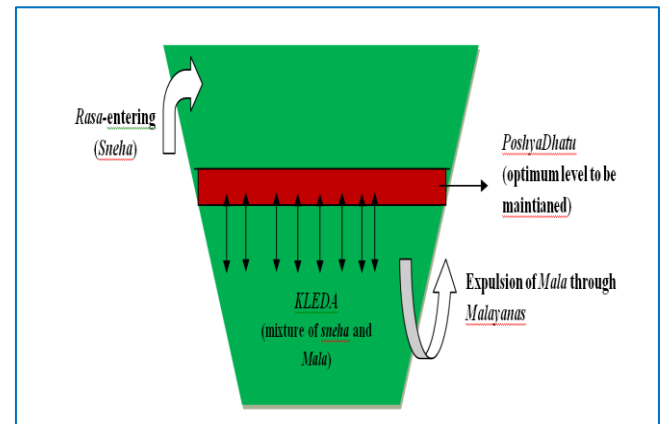 Rasa-entering
(Sneha)
PoshyaDhatu
(optimum level to be
maintianed)
KLEDA
(mixture of sneha and
Mala)
Expulsion of Mala through
Malayanas